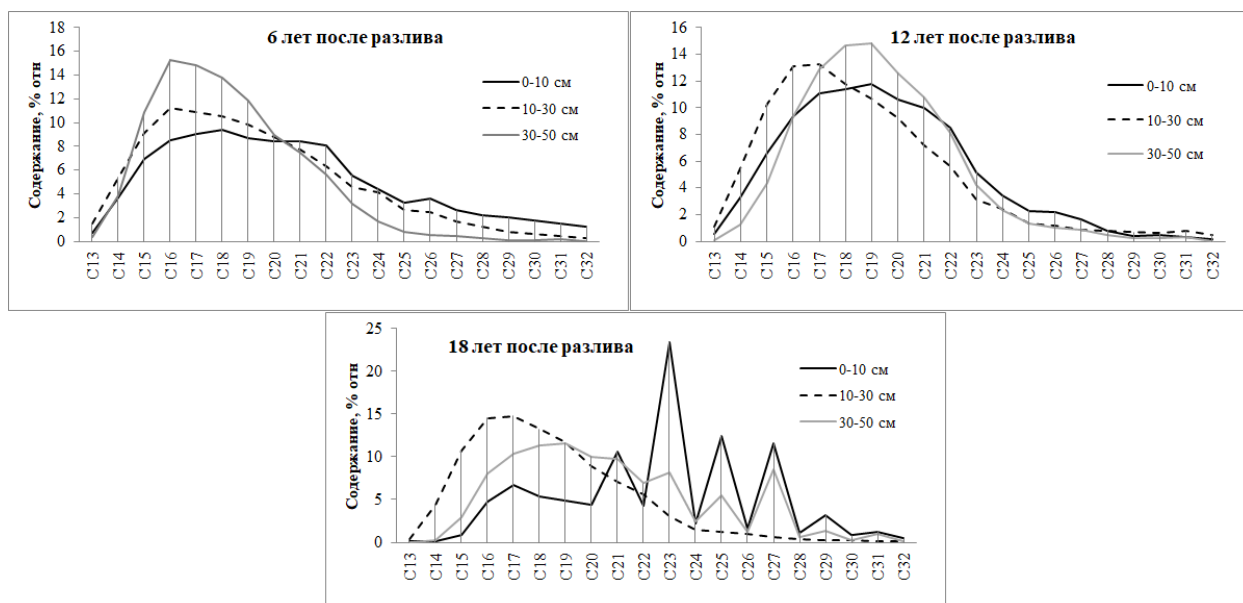 6 лет после разлива
Содержание, % отн
18
16
14
12
10
8
6
4
2
0
0-10 см
10-30 см
30-50 см
C13 C14 C15 C16 C17 C18 C19 C20 C21 C22 C23 C24 C25 C26 C27 C28 C29 C30 C31 C32
12 лет после разлива
Содержание, % отн
16
14
12
10
8
6
4
2
0
0-10 см
10-30 см
30-50 см
C13 C14 C15 C16 C17 C18 C19 C20 C21 C22 C23 C24 C25 C26 C27 C28 C29 C30 C31 C32
18 лет после разлива
Содержание, % отн
25
20
15
10
5
0
0-10 см
10-30 см
30-50 см
C13 C14 C15 C16 C17 C18 C19 C20 C21 C22 C23 C24 C25 C26 C27 C28 C29 C30 C31 C32